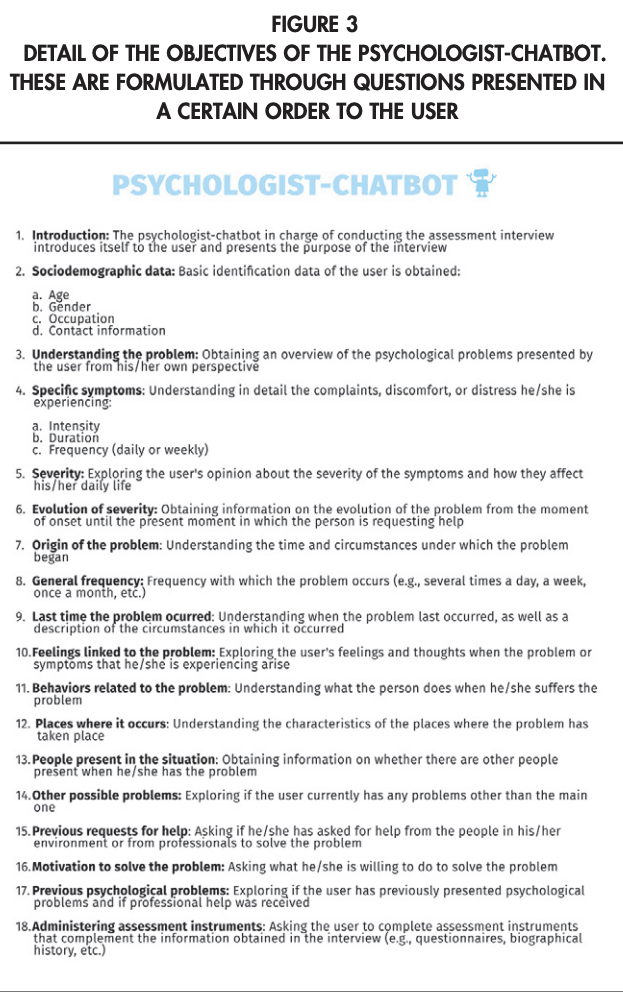 FIGURE 3
DETAIL OF THE OBJECTIVES OF THE PSYCHOLOGIST-CHATBOT.
THESE ARE FORMULATED THROUGH QUESTIONS PRESENTED IN
A CERTAIN ORDER TO THE USER
PSYCHOLOGIST-CHATBOT
1. Introduction: The psychologist-chatbot in charge of conducting the assessment interview
introduces itself to the user and presents the purpose of the interview
2. Sociodemographic data: Basic identification data of the user is obtained:
a. Age
b. Gender
c. Occupation
d. Contact information
3. Understanding the problem: Obtaining an overview of the psychological problems presented by
the user from his/her own perspective
4. Specific symptoms: Understanding in detail the complaints, discomfort, or distress he/she is
experiencing:
a. Intensity
b. Duration
c. Frequency (daily or weekly)
5. Severity: Exploring the user's opinion about the severity of the symptoms and how they affect
his/her daily life
6. Evolution of severity: Obtaining information on the evolution of the problem from the moment
of onset until the present moment in which the person is requesting help
7. Origin of the problem: Understanding the time and circumstances under which the problem
began
8. General frequency: Frequency with which the problem occurs (e.g., several times a day, a week,
once a month, etc.)
9. Last time the problem ocurred: Understanding when the problem last occurred, as well as a
description of the circumstances in which it occurred
10.Feelings linked to the problem: Exploring the user's feelings and thoughts when the problem or
symptoms that he/she is experiencing arise
11. Behaviors related to the problem: Understanding what the person does when he/she suffers the
problem
12. Places where it occurs: Understanding the characteristics of the places where the problem has
taken place
13.People present in the situation: Obtaining information on whether there are other people
present when he/she has the problem
14.Other possible problems: Exploring if the user currently has any problems other than the main
one
15.Previous requests for help: Asking if he/she has asked for help from the people in his/her
environment or from professionals to solve the problem
16.Motivation to solve the problem: Asking what he/she is willing to do to solve the problem
17. Previous psychological problems: Exploring if the user has previously presented psychological
problems and if professional help was received
18.Administering assessment instruments: Asking the user to complete assessment instruments
that complement the information obtained in the interview (e.g., questionnaires, biographical
history, etc.)